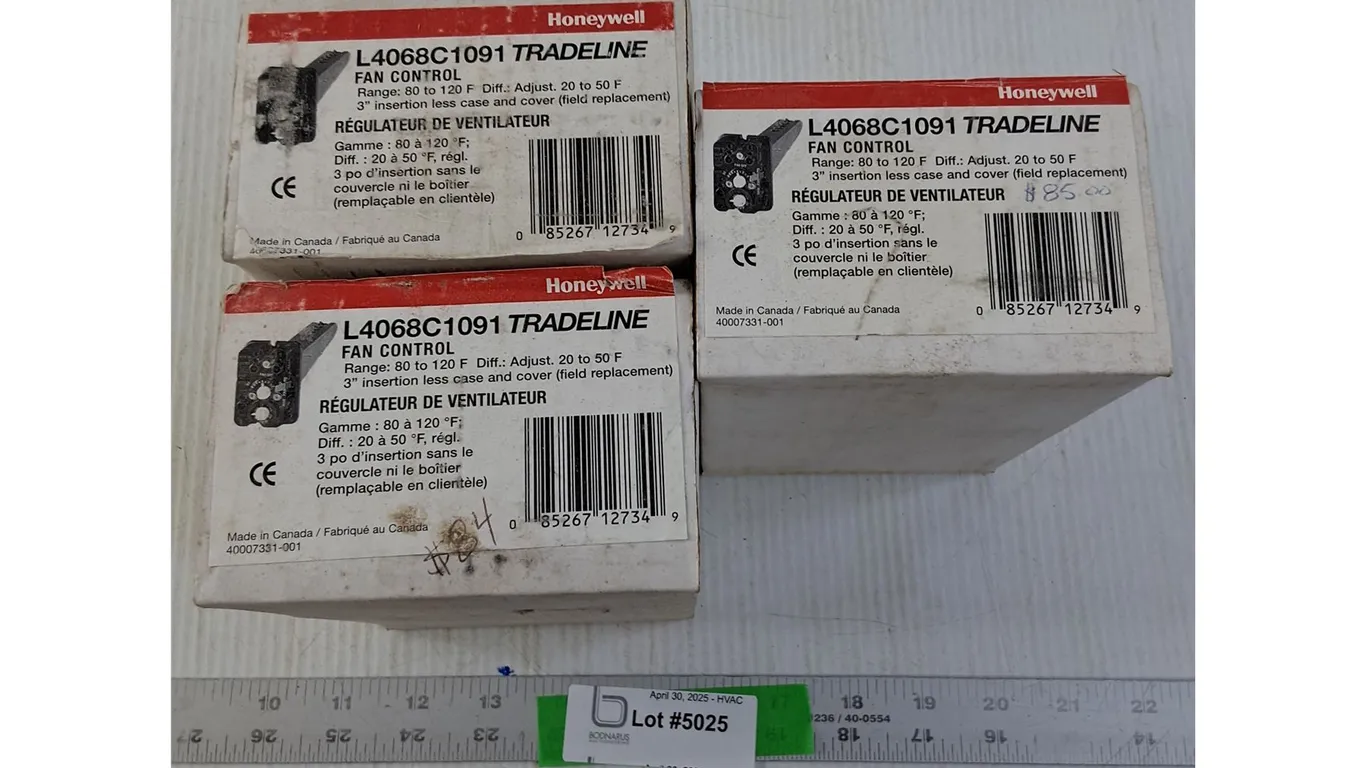 Honeywell
L4068C1091 TRADELINE
FAN CONTROL
Range: 80 to 120 F Diff.: Adjust. 20 to 50 F
3" insertion less case and cover (field replacement)
RÉGULATEUR DE VENTILATEUR
Gamme : 80 à 120 °F;
Diff. : 20 à 50 °F, régl.
3 po d'insertion sans le
couvercle ni le boîtier
(remplaçable en clientèle)
CE
Made in Canada / Fabriqué au Canada
40007331-001
0 85267 12734 9
Honeywell
L4068C1091 TRADELINE
FAN CONTROL
Range: 80 to 120 F Diff.: Adjust. 20 to 50 F
3" insertion less case and cover (field replacement)
RÉGULATEUR DE VENTILATEUR $85.00
Gamme : 80 à 120 °F;
Diff. : 20 à 50 °F, régl.
3 po d'insertion sans le
couvercle ni le boîtier
(remplaçable en clientèle)
CE
Made in Canada / Fabriqué au Canada
40007331-001
0 85267 12734 9
Honeywell
L4068C1091 TRADELINE
FAN CONTROL
Range: 80 to 120 F Diff.: Adjust. 20 to 50 F
3" insertion less case and cover (field replacement)
RÉGULATEUR DE VENTILATEUR
Gamme : 80 à 120 °F;
Diff. : 20 à 50 °F, régl.
3 po d'insertion sans le
couvercle ni le boîtier
(remplaçable en clientèle)
CE
Made in Canada / Fabriqué au Canada
40007331-001
$84
0 85267 12734 9
10 11 12 13 17 18 19 20 21 22
236 / 40-0554
27 26 25 24 23 19 18 17 16 14
April 30, 2025 - HVAC
Lot #5025
BODNARUS